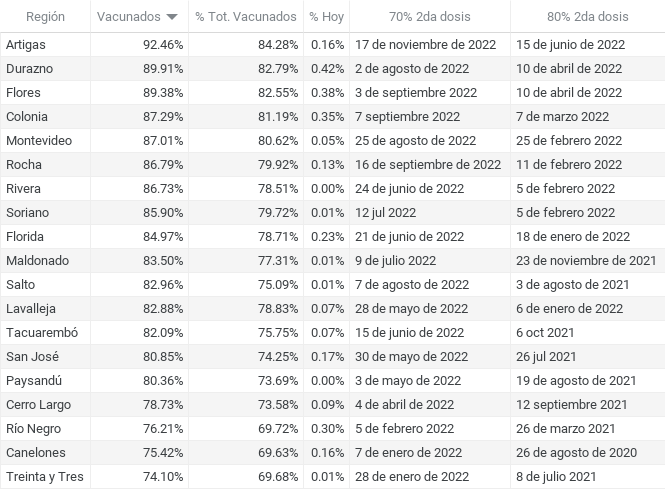 Región Vacunados % Tot. Vacunados % Hoy 70% 2da dosis 80% 2da dosis
Artigas 92.46% 84.28% 0.16% 17 de noviembre de 2022 15 de junio de 2022
Durazno 89.91% 82.79% 0.42% 2 de agosto de 2022 10 de abril de 2022
Flores 89.38% 82.55% 0.38% 3 de septiembre de 2022 10 de abril de 2022
Colonia 87.29% 81.19% 0.35% 7 septiembre de 2022 7 de marzo 2022
Montevideo 87.01% 80.62% 0.05% 25 de agosto de 2022 25 de febrero 2022
Rocha 86.79% 79.92% 0.13% 16 de septiembre de 2022 11 de febrero 2022
Rivera 86.73% 78.51% 0.00% 24 de junio de 2022 5 de febrero 2022
Soriano 85.90% 79.72% 0.01% 12 jul 2022 5 de febrero 2022
Florida 84.97% 78.71% 0.23% 21 de junio de 2022 18 de enero de 2022
Maldonado 83.50% 77.31% 0.01% 9 de julio 2022 23 de noviembre de 2021
Salto 82.96% 75.09% 0.01% 7 de agosto de 2022 3 de agosto de 2021
Lavalleja 82.88% 78.83% 0.07% 28 de mayo de 2022 6 de enero de 2022
Tacuarembó 82.09% 75.75% 0.07% 15 de junio de 2022 6 oct 2021
San José 80.85% 74.25% 0.17% 30 de mayo de 2022 26 jul 2021
Paysandú 80.36% 73.69% 0.00% 3 de mayo de 2022 19 de agosto de 2021
Cerro Largo 78.73% 73.58% 0.09% 4 de abril de 2022 12 septiembre 2021
Río Negro 76.21% 69.72% 0.30% 5 de febrero 2022 26 de marzo 2021
Canelones 75.42% 69.63% 0.16% 7 de enero de 2022 26 de agosto de 2020
Treinta y Tres 74.10% 69.68% 0.01% 28 de enero de 2022 8 de julio 2021